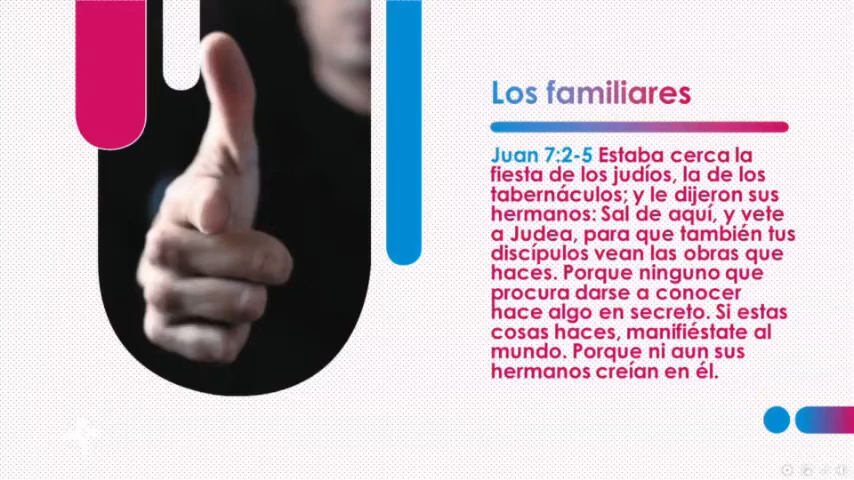 Los familiares
Juan 7:2-5 Estaba cerca la
fiesta de los judíos, la de los
tabernáculos; y le dijeron sus
hermanos: Sal de aquí, y vete
a Judea, para que también tus
discípulos vean las obras que
haces. Porque ninguno que
procura darse a conocer
hace algo en secreto. Si estas
cosas haces, manifiéstate al
mundo. Porque ni aun sus
hermanos creían en él.